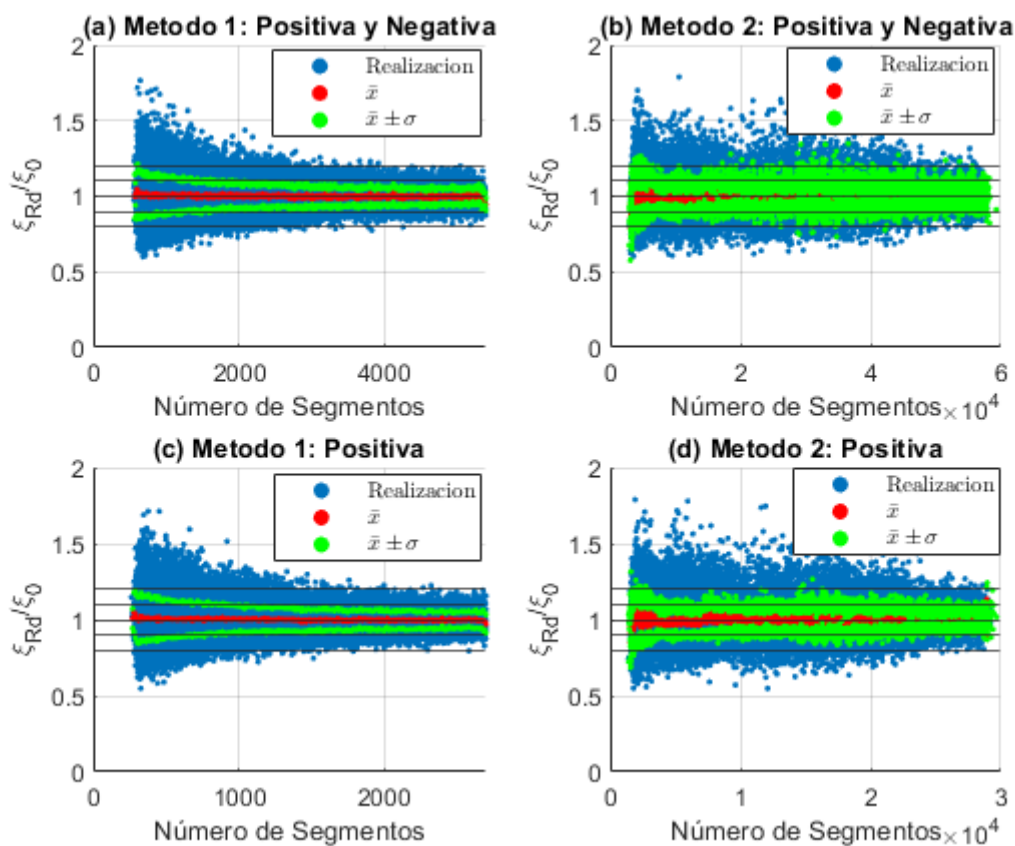 (a) Metodo 1: Positiva y Negativa
2
1.5
1
0.5
0
ξRd/ξ0
Realizacion
x̄
x̄ ± σ
0
2000
4000
Número de Segmentos
(b) Metodo 2: Positiva y Negativa
2
1.5
1
0.5
0
ξRd/ξ0
Realizacion
x̄
x̄ ± σ
0
2
4
6
Número de Segmentos ×10^4
(c) Metodo 1: Positiva
2
1.5
1
0.5
0
ξRd/ξ0
Realizacion
x̄
x̄ ± σ
0
1000
2000
Número de Segmentos
(d) Metodo 2: Positiva
2
1.5
1
0.5
0
ξRd/ξ0
Realizacion
x̄
x̄ ± σ
0
1
2
3
Número de Segmentos ×10^4